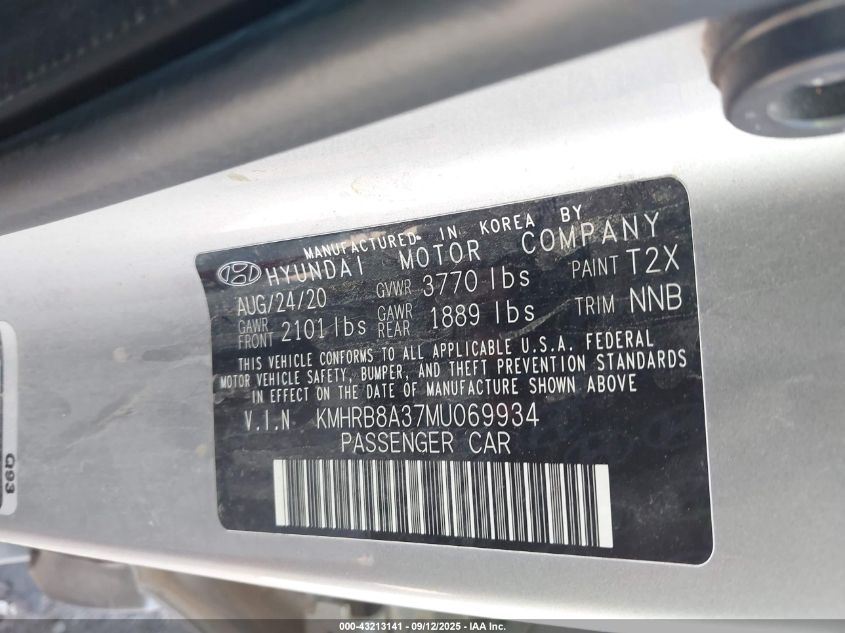 MANUFACTURED IN KOREA BY
HYUNDAI MOTOR COMPANY
AUG/24/20 GVWR 3770 lbs PAINT T2X
GAWR FRONT 2101 lbs GAWR REAR 1889 lbs TRIM NNB
THIS VEHICLE CONFORMS TO ALL APPLICABLE U.S.A. FEDERAL
MOTOR VEHICLE SAFETY, BUMPER, AND THEFT PREVENTION STANDARDS
IN EFFECT ON THE DATE OF MANUFACTURE SHOWN ABOVE
V.I.N. KMHRB8A37MU069934
PASSENGER CAR
Q93
000-43213141 - 09/12/2025 - IAA Inc.